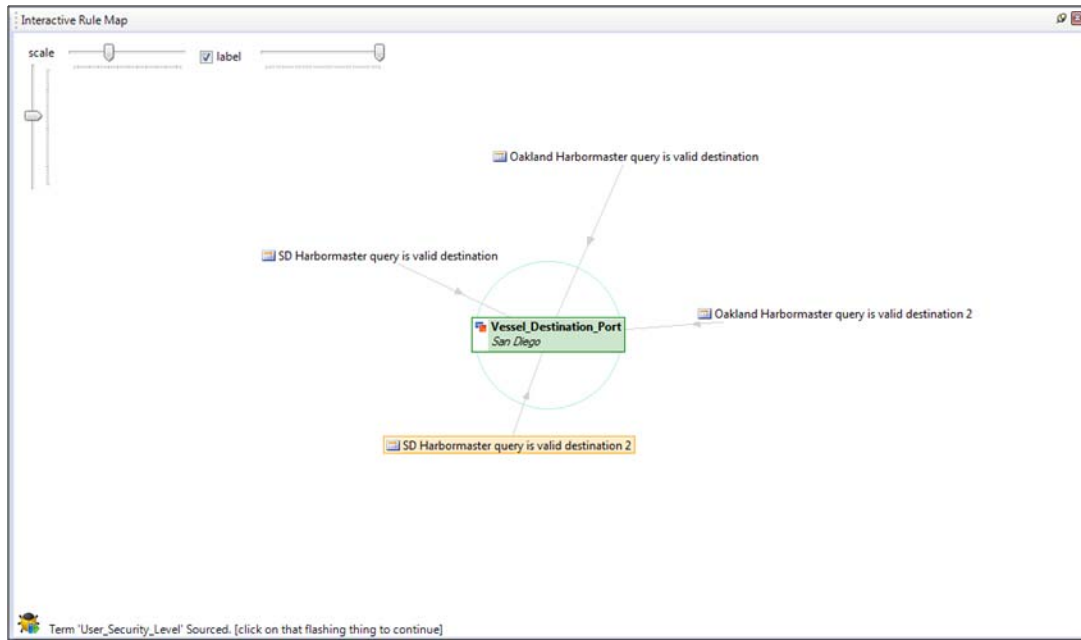 Interactive Rule Map
scale
label
Oakland Harbormaster query is valid destination
SD Harbormaster query is valid destination
Oakland Harbormaster query is valid destination 2
Vessel_Destination_Port
San Diego
SD Harbormaster query is valid destination 2
Term 'User_Security_Level' Sourced. [click on that flashing thing to continue]